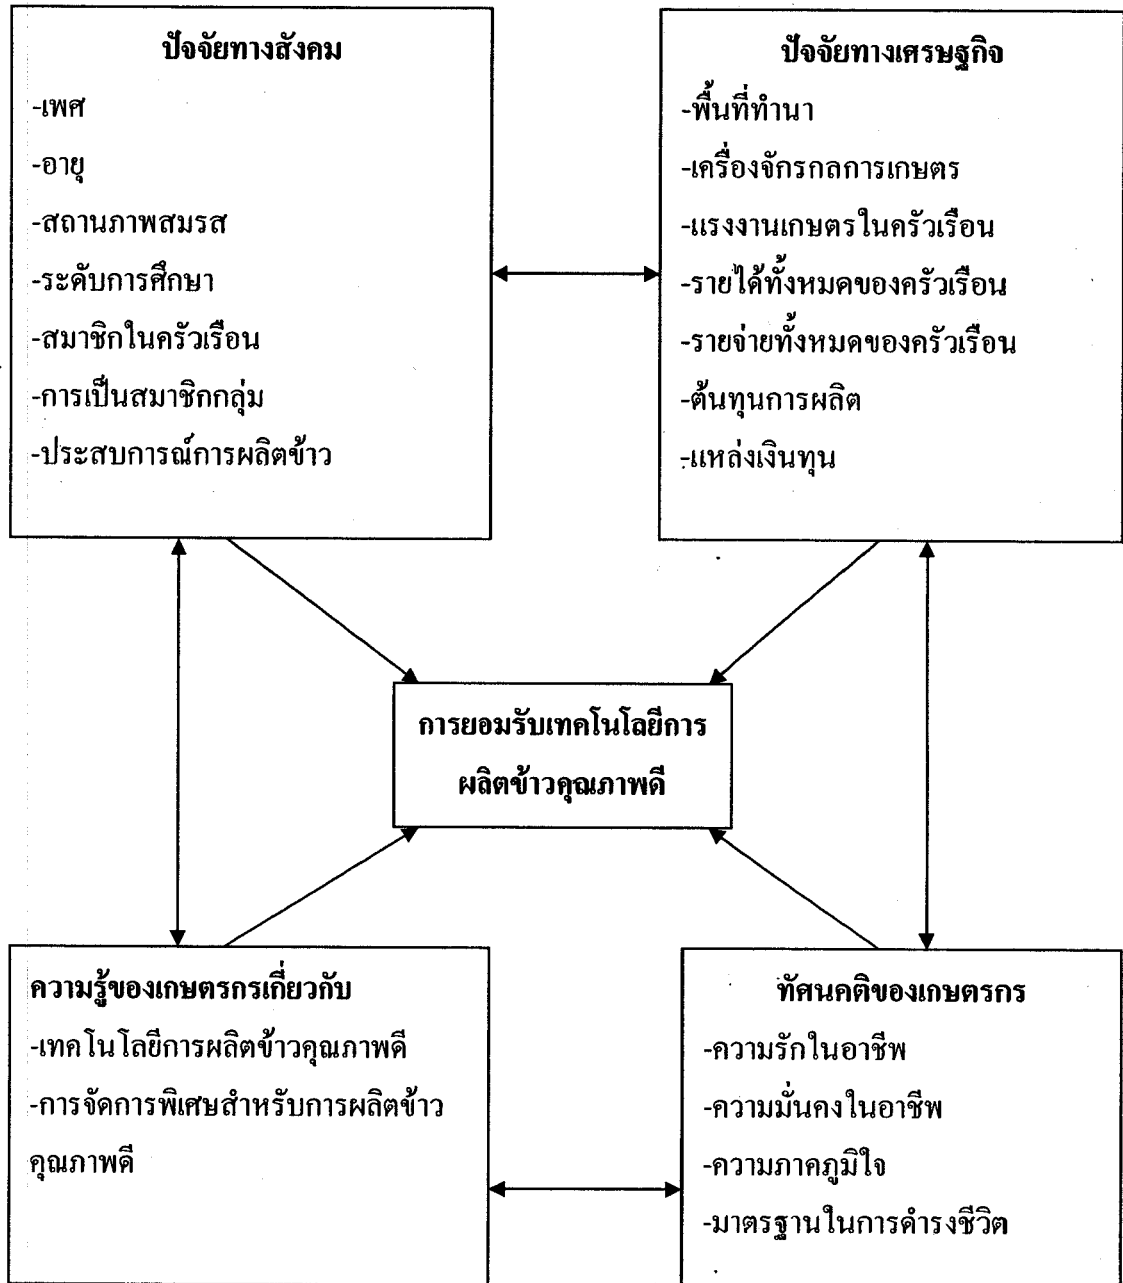 ปัจจัยทางสังคม
-เพศ
-อายุ
-สถานภาพสมรส
-ระดับการศึกษา
-สมาชิกในครัวเรือน
-การเป็นสมาชิกกลุ่ม
-ประสบการณ์การผลิตข้าว
ปัจจัยทางเศรษฐกิจ
-พื้นที่ทำนา
-เครื่องจักรกลการเกษตร
-แรงงานเกษตรในครัวเรือน
-รายได้ทั้งหมดของครัวเรือน
-รายจ่ายทั้งหมดของครัวเรือน
-ต้นทุนการผลิต
-แหล่งเงินทุน
การยอมรับเทคโนโลยีการ
ผลิตข้าวคุณภาพดี
ความรู้ของเกษตรกรเกี่ยวกับ
-เทคโนโลยีการผลิตข้าวคุณภาพดี
-การจัดการพิเศษสำหรับการผลิตข้าว
คุณภาพดี
ทัศนคติของเกษตรกร
-ความรักในอาชีพ
-ความมั่นคงในอาชีพ
-ความภาคภูมิใจ
-มาตรฐานในการดำรงชีวิต